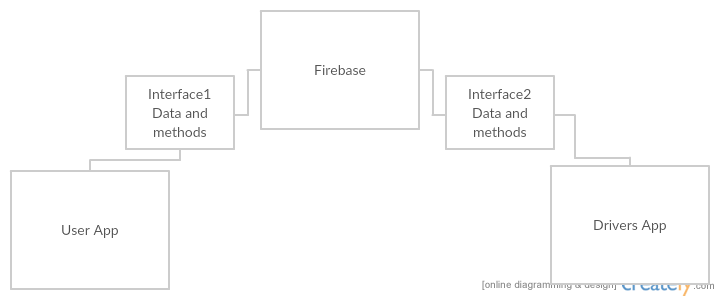 Firebase
Interface1
Data and
methods
Interface2
Data and
methods
User App
Drivers App
[online diagramming & design] creately.com